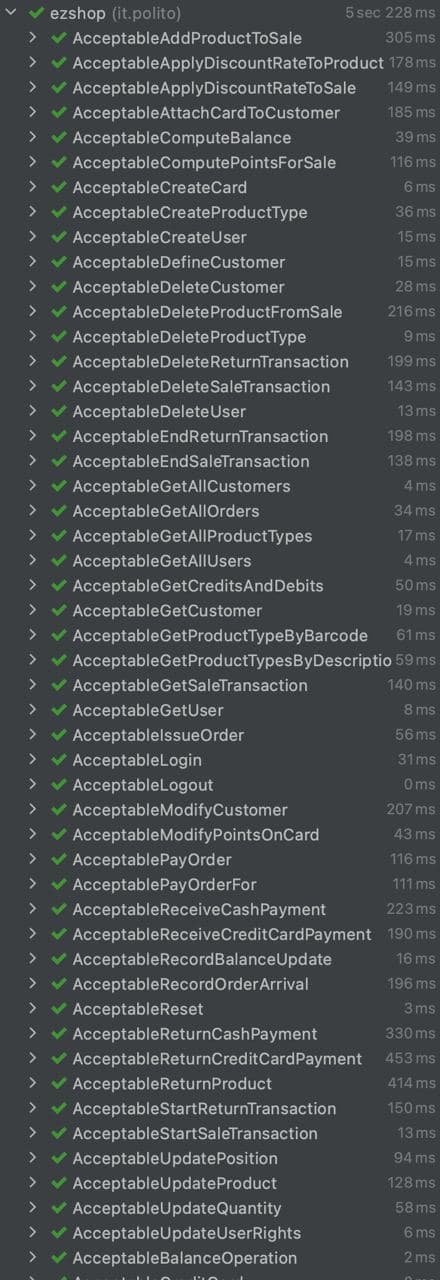 ezshop (it.polito) 5 sec 228 ms
AcceptableAddProductToSale 305 ms
AcceptableApplyDiscountRateToProduct 178 ms
AcceptableApplyDiscountRateToSale 149 ms
AcceptableAttachCardToCustomer 185 ms
AcceptableComputeBalance 39 ms
AcceptableComputePointsForSale 116 ms
AcceptableCreateCard 6 ms
AcceptableCreateProductType 36 ms
AcceptableCreateUser 15 ms
AcceptableDefineCustomer 15 ms
AcceptableDeleteCustomer 28 ms
AcceptableDeleteProductFromSale 216 ms
AcceptableDeleteProductType 9 ms
AcceptableDeleteReturnTransaction 199 ms
AcceptableDeleteSaleTransaction 143 ms
AcceptableDeleteUser 13 ms
AcceptableEndReturnTransaction 198 ms
AcceptableEndSaleTransaction 138 ms
AcceptableGetAllCustomers 4 ms
AcceptableGetAllOrders 34 ms
AcceptableGetAllProductTypes 17 ms
AcceptableGetAllUsers 4 ms
AcceptableGetCreditsAndDebits 50 ms
AcceptableGetCustomer 19 ms
AcceptableGetProductTypeByBarcode 61 ms
AcceptableGetProductTypesByDescriptio 59 ms
AcceptableGetSaleTransaction 140 ms
AcceptableGetUser 8 ms
AcceptableIssueOrder 56 ms
AcceptableLogin 31 ms
AcceptableLogout 0 ms
AcceptableModifyCustomer 207 ms
AcceptableModifyPointsOnCard 43 ms
AcceptablePayOrder 116 ms
AcceptablePayOrderFor 111 ms
AcceptableReceiveCashPayment 223 ms
AcceptableReceiveCreditCardPayment 190 ms
AcceptableRecordBalanceUpdate 16 ms
AcceptableRecordOrderArrival 196 ms
AcceptableReset 3 ms
AcceptableReturnCashPayment 330 ms
AcceptableReturnCreditCardPayment 453 ms
AcceptableReturnProduct 414 ms
AcceptableStartReturnTransaction 150 ms
AcceptableStartSaleTransaction 13 ms
AcceptableUpdatePosition 94 ms
AcceptableUpdateProduct 128 ms
AcceptableUpdateQuantity 58 ms
AcceptableUpdateUserRights 6 ms
AcceptableBalanceOperation 2 ms